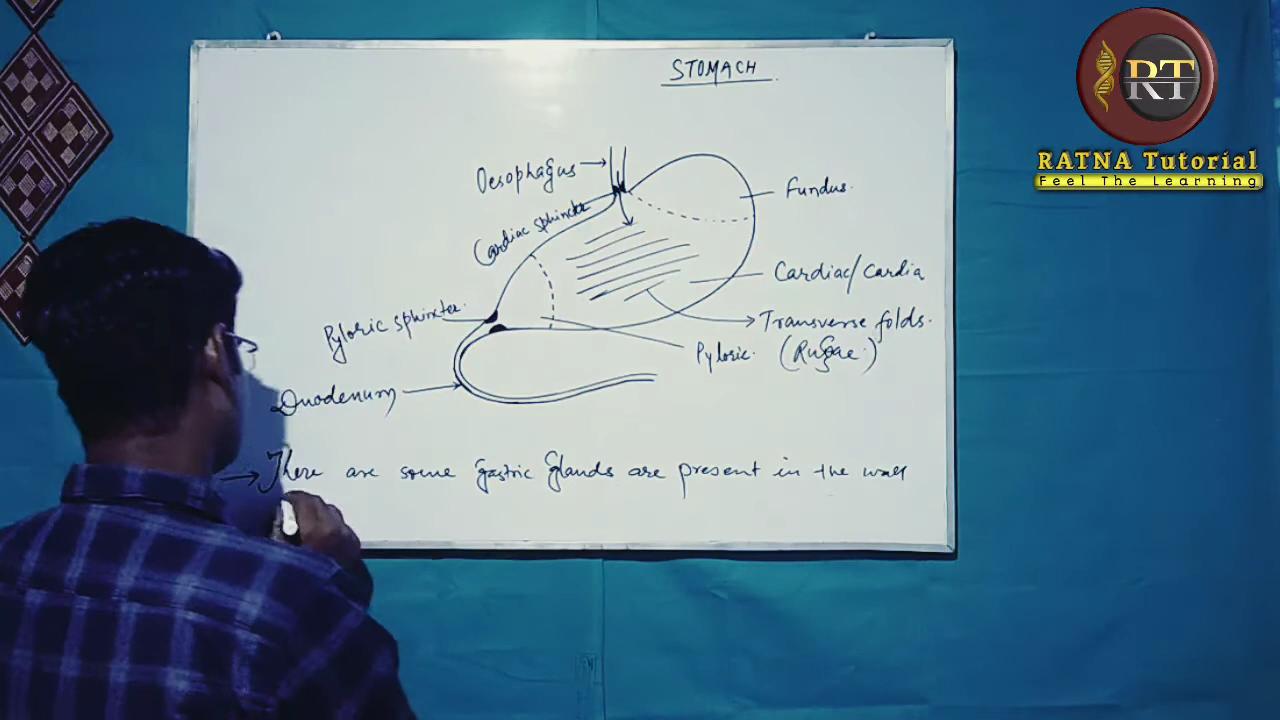 STOMACH
Oesophagus
Cardiac sphincter
Fundus.
Cardiac/Cardia
Transverse folds.
(Rugae.)
Pyloric.
Pyloric sphincter.
Duodenum
There are some gastric glands are present in the wall
RT
RATNA Tutorial
Feel The Learning